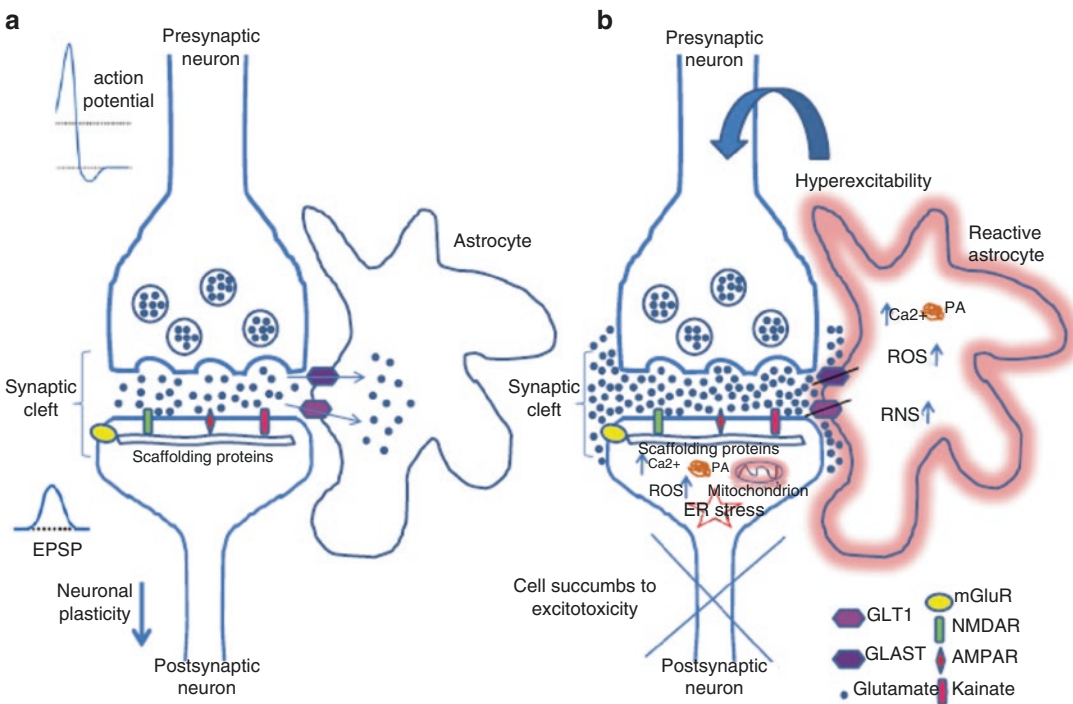 a
Presynaptic
neuron
action
potential
Astrocyte
Synaptic
cleft
Scaffolding proteins
EPSP
Neuronal
plasticity
Postsynaptic
neuron
b
Presynaptic
neuron
Hyperexcitability
Reactive
astrocyte
Ca2+
PA
ROS
RNS
Synaptic
cleft
Scaffolding proteins
Ca2+
PA
ROS
Mitochondrion
ER stress
Cell succumbs to
excitotoxicity
Postsynaptic
neuron
GLT1
GLAST
Glutamate
mGluR
NMDAR
AMPAR
Kainate